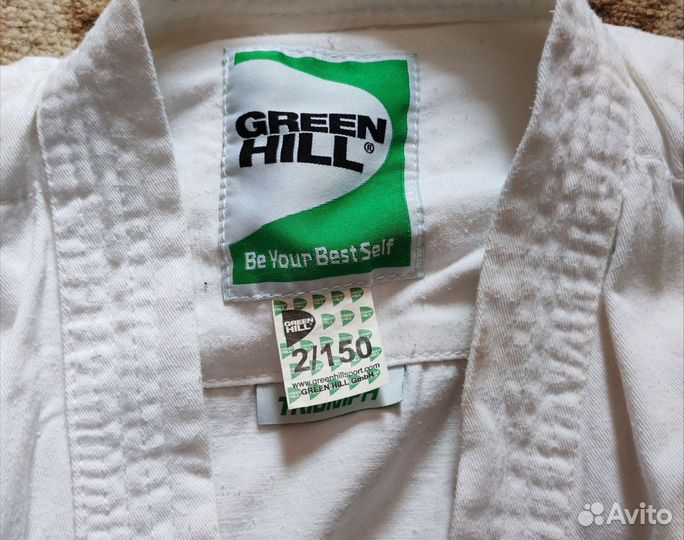 GREEN
HILL®
Be Your Best Self
GREEN
HILL
2/150
www.greenhillsport.com
GREEN HILL GmbH
TRIUMPH
Avito